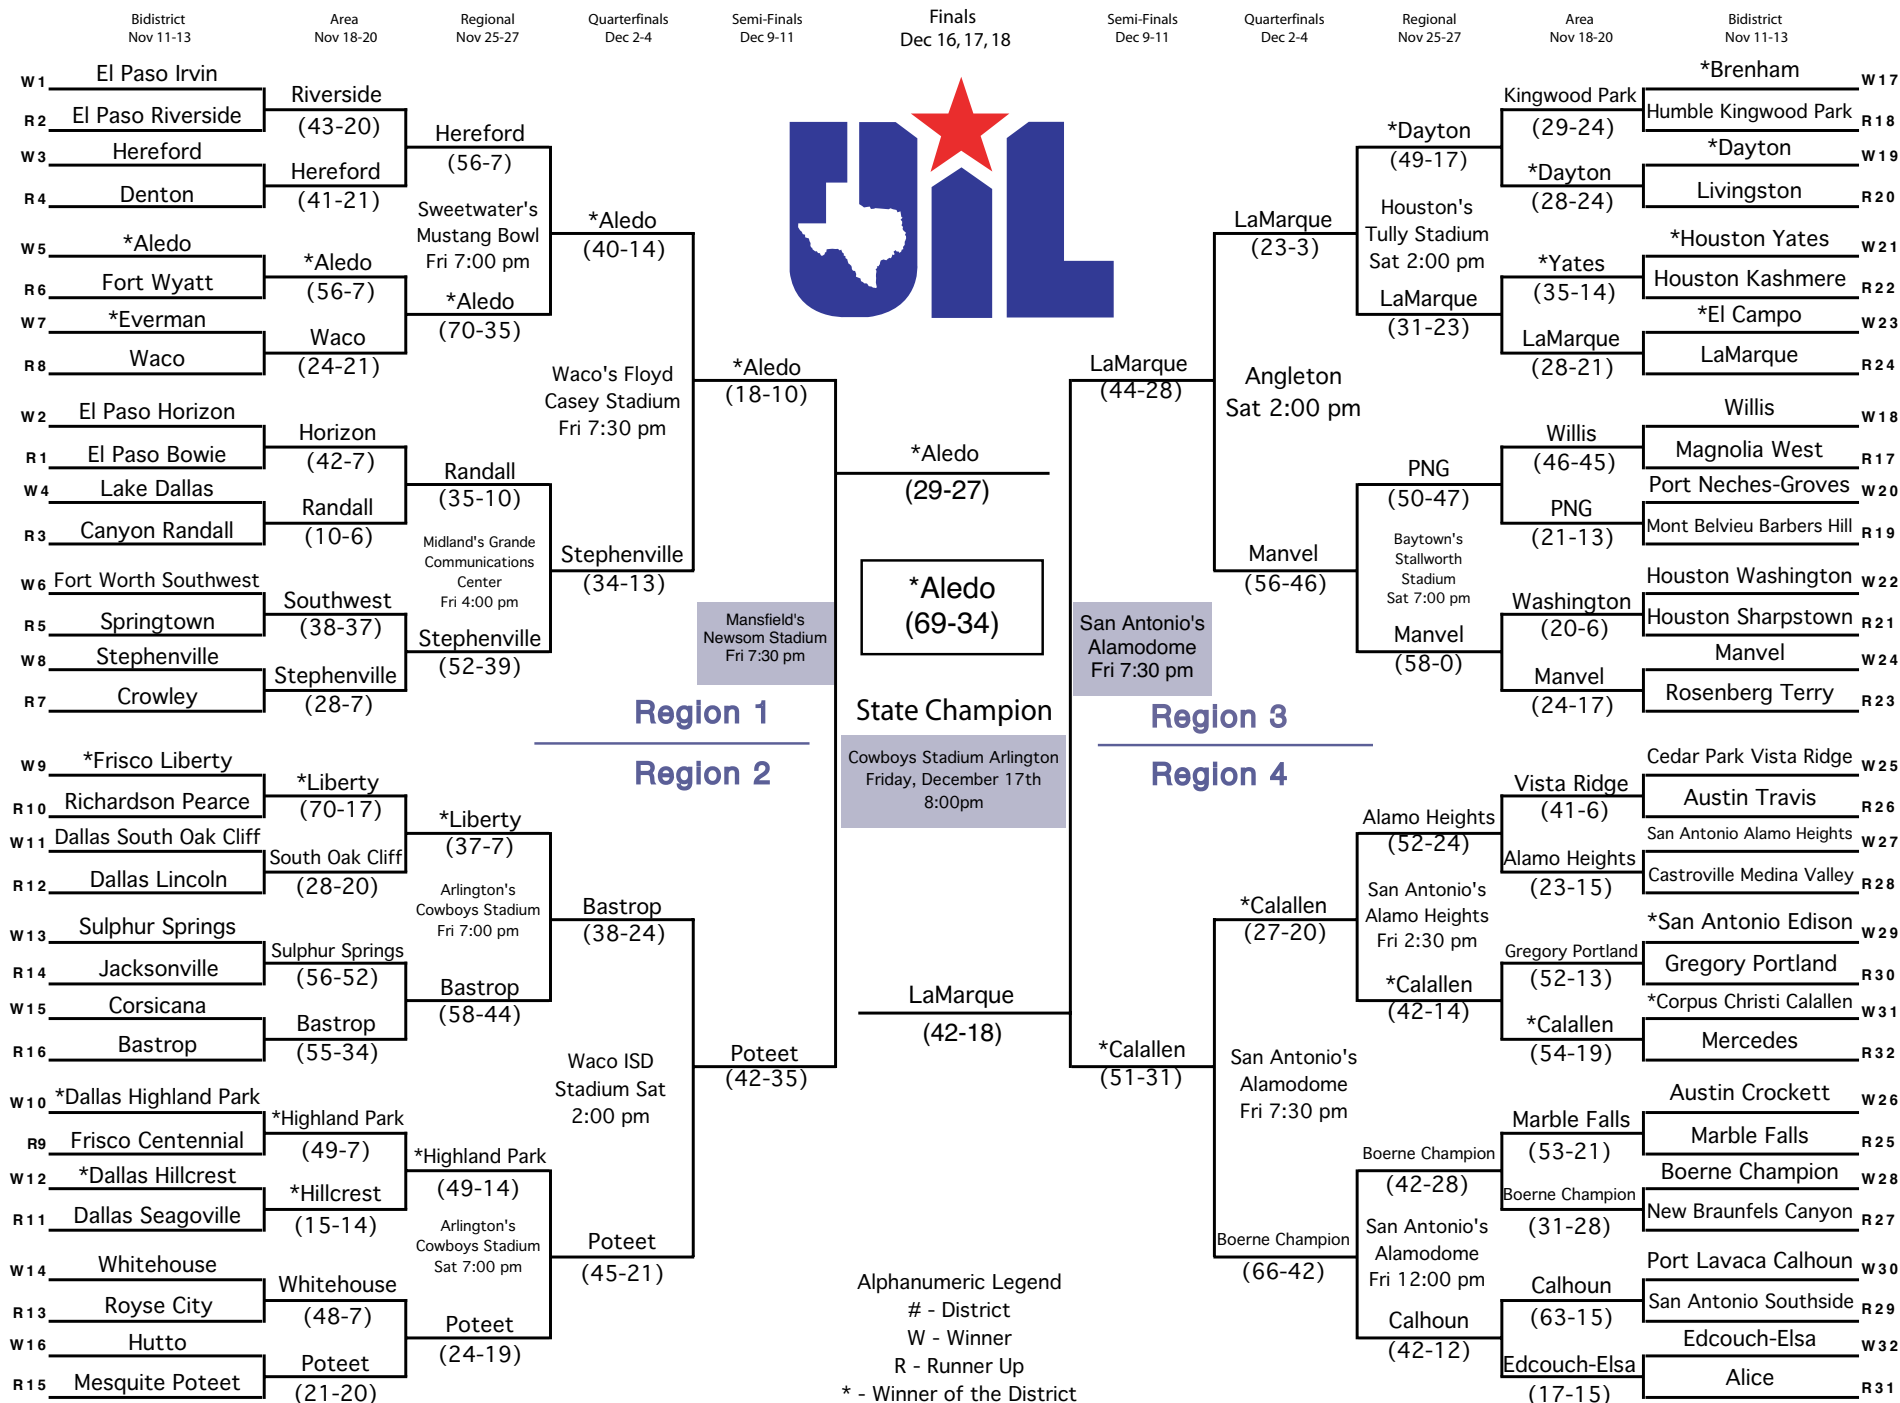 Bidistrict
Nov 11-13
Area
Nov 18-20
Regional
Nov 25-27
Quarterfinals
Dec 2-4
Semi-Finals
Dec 9-11
Finals
Dec 16, 17, 18
Semi-Finals
Dec 9-11
Quarterfinals
Dec 2-4
Regional
Nov 25-27
Area
Nov 18-20
Bidistrict
Nov 11-13
W1 El Paso Irvin
R2 El Paso Riverside
W3 Hereford
R4 Denton
W5 *Aledo
R6 Fort Wyatt
W7 *Everman
R8 Waco
W2 El Paso Horizon
R1 El Paso Bowie
W4 Lake Dallas
R3 Canyon Randall
W6 Fort Worth Southwest
R5 Springtown
W8 Stephenville
R7 Crowley
W9 *Frisco Liberty
R10 Richardson Pearce
W11 Dallas South Oak Cliff
R12 Dallas Lincoln
W13 Sulphur Springs
R14 Jacksonville
W15 Corsicana
R16 Bastrop
W10 *Dallas Highland Park
R9 Frisco Centennial
W12 *Dallas Hillcrest
R11 Dallas Seagoville
W14 Whitehouse
R13 Royse City
W16 Hutto
R15 Mesquite Poteet
Riverside
(43-20)
Hereford
(41-21)
*Aledo
(56-7)
Waco
(24-21)
Horizon
(42-7)
Randall
(10-6)
Southwest
(38-37)
Stephenville
(28-7)
*Liberty
(70-17)
South Oak Cliff
(28-20)
Sulphur Springs
(56-52)
Bastrop
(55-34)
*Highland Park
(49-7)
*Hillcrest
(15-14)
Whitehouse
(48-7)
Poteet
(21-20)
Hereford
(56-7)
Sweetwater's
Mustang Bowl
Fri 7:00 pm
*Aledo
(70-35)
Randall
(35-10)
Midland's Grande
Communications
Center
Fri 4:00 pm
Stephenville
(52-39)
*Liberty
(37-7)
Arlington's
Cowboys Stadium
Fri 7:00 pm
Bastrop
(58-44)
*Highland Park
(49-14)
Arlington's
Cowboys Stadium
Sat 7:00 pm
Poteet
(24-19)
*Aledo
(40-14)
Waco's Floyd
Casey Stadium
Fri 7:30 pm
Stephenville
(34-13)
Bastrop
(38-24)
Waco ISD
Stadium Sat
2:00 pm
Poteet
(45-21)
*Aledo
(18-10)
Mansfield's
Newsom Stadium
Fri 7:30 pm
Region 1
Region 2
Poteet
(42-35)
UIL
*Aledo
(29-27)
*Aledo
(69-34)
State Champion
Cowboys Stadium Arlington
Friday, December 17th
8:00pm
LaMarque
(42-18)
Alphanumeric Legend
# - District
W - Winner
R - Runner Up
* - Winner of the District
LaMarque
(44-28)
San Antonio's
Alamodome
Fri 7:30 pm
Region 3
Region 4
*Calallen
(51-31)
LaMarque
(23-3)
Angleton
Sat 2:00 pm
Manvel
(56-46)
*Calallen
(27-20)
San Antonio's
Alamodome
Fri 7:30 pm
Boerne Champion
(66-42)
*Dayton
(49-17)
Houston's
Tully Stadium
Sat 2:00 pm
LaMarque
(31-23)
PNG
(50-47)
Baytown's
Stallworth
Stadium
Sat 7:00 pm
Manvel
(58-0)
Alamo Heights
(52-24)
San Antonio's
Alamo Heights
Fri 2:30 pm
*Calallen
(42-14)
Boerne Champion
(42-28)
San Antonio's
Alamodome
Fri 12:00 pm
Calhoun
(42-12)
Kingwood Park
(29-24)
*Dayton
(28-24)
*Yates
(35-14)
LaMarque
(28-21)
Willis
(46-45)
PNG
(21-13)
Washington
(20-6)
Manvel
(24-17)
Vista Ridge
(41-6)
Alamo Heights
(23-15)
Gregory Portland
(52-13)
*Calallen
(54-19)
Marble Falls
(53-21)
Boerne Champion
(31-28)
Calhoun
(63-15)
Edcouch-Elsa
(17-15)
*Brenham W17
Humble Kingwood Park R18
*Dayton W19
Livingston R20
*Houston Yates W21
Houston Kashmere R22
*El Campo W23
LaMarque R24
Willis W18
Magnolia West R17
Port Neches-Groves W20
Mont Belvieu Barbers Hill R19
Houston Washington W22
Houston Sharpstown R21
Manvel W24
Rosenberg Terry R23
Cedar Park Vista Ridge W25
Austin Travis R26
San Antonio Alamo Heights W27
Castroville Medina Valley R28
*San Antonio Edison W29
Gregory Portland R30
*Corpus Christi Calallen W31
Mercedes R32
Austin Crockett W26
Marble Falls R25
Boerne Champion W28
New Braunfels Canyon R27
Port Lavaca Calhoun W30
San Antonio Southside R29
Edcouch-Elsa W32
Alice R31